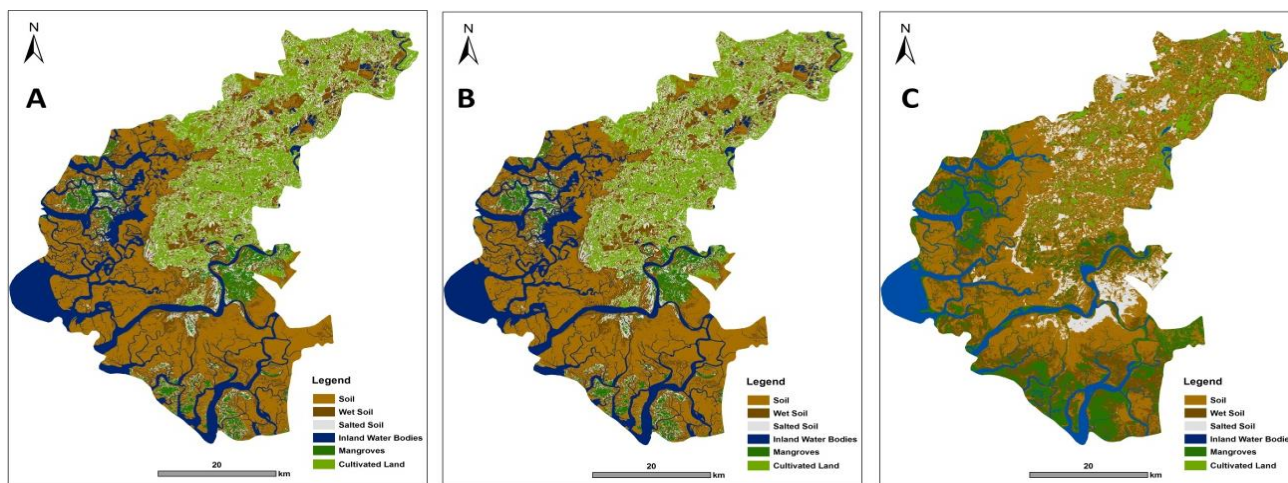 N
A
Legend
Soil
Wet Soil
Salted Soil
Inland Water Bodies
Mangroves
Cultivated Land
20
km
N
B
Legend
Soil
Wet Soil
Salted Soil
Inland Water Bodies
Mangroves
Cultivated Land
20
km
N
C
Legend
Soil
Wet Soil
Salted Soil
Inland Water Bodies
Mangroves
Cultivated Land
20
km